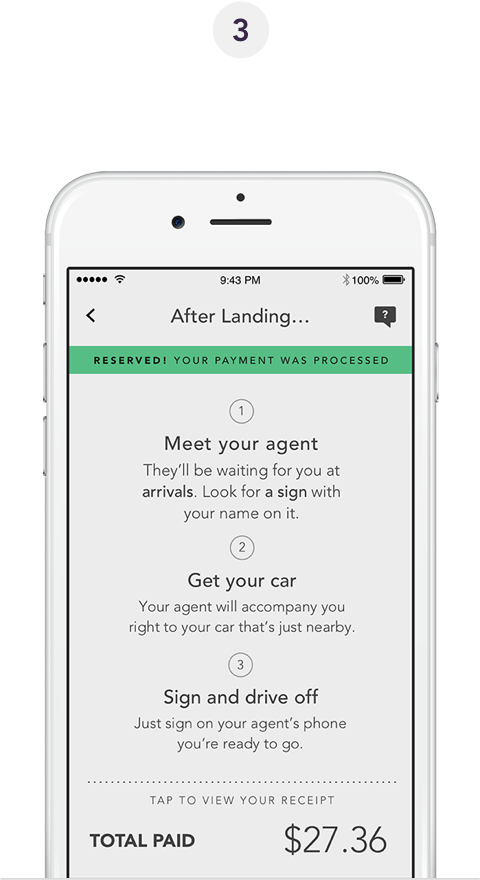 3
9:43 PM
100%
After Landing...
?
RESERVED! YOUR PAYMENT WAS PROCESSED
1
Meet your agent
They'll be waiting for you at
arrivals. Look for a sign with
your name on it.
2
Get your car
Your agent will accompany you
right to your car that's just nearby.
3
Sign and drive off
Just sign on your agent's phone
you're ready to go.
TAP TO VIEW YOUR RECEIPT
TOTAL PAID $27.36